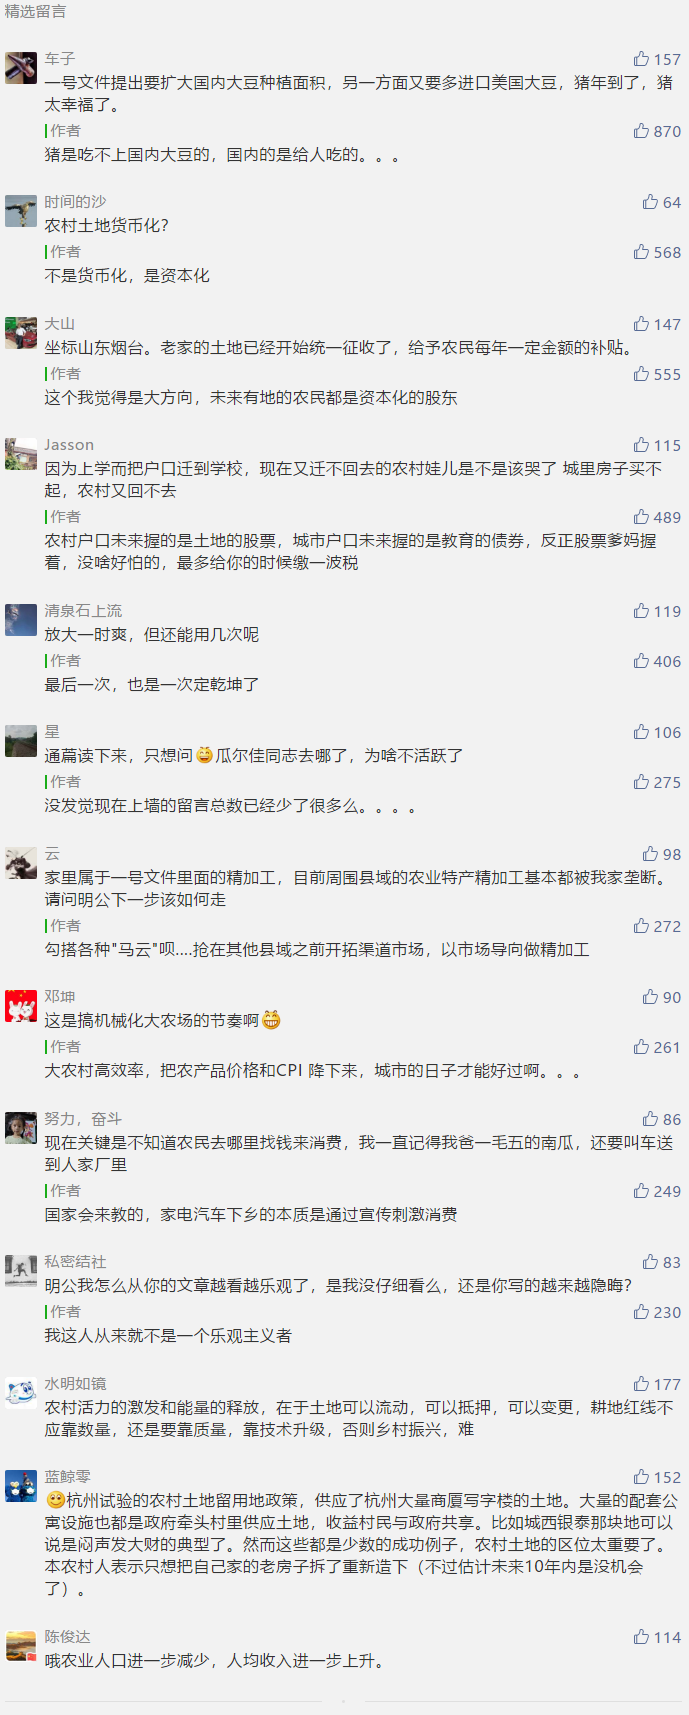 精选留言
车子
157
一号文件提出要扩大国内大豆种植面积，另一方面又要多进口美国大豆，猪年到了，猪
太幸福了。
作者
870
猪是吃不上国内大豆的，国内的是给人吃的。。。
时间的沙
64
农村土地货币化？
作者
568
不是货币化，是资本化
大山
147
坐标山东烟台。老家的土地已经开始统一征收了，给予农民每年一定金额的补贴。
作者
555
这个我觉得是大方向，未来有地的农民都是资本化的股东
Jasson
115
因为上学而把户口迁到学校，现在又迁不回去的农村娃儿是不是该哭了 城里房子买不
起，农村又回不去
作者
489
农村户口未来握的是土地的股票，城市户口未来握的是教育的债券，反正股票爹妈握
着，没啥好怕的，最多给你的时候缴一波税
清泉石上流
119
放大一时爽，但还能用几次呢
作者
406
最后一次，也是一次定乾坤了
星
106
通篇读下来，只想问😄瓜尔佳同志去哪了，为啥不活跃了
作者
275
没发觉现在上墙的留言总数已经少了很多么。。。。
云
98
家里属于一号文件里面的精加工，目前周围县域的农业特产精加工基本都被我家垄断。
请问明公下一步该如何走
作者
272
勾搭各种"马云"呗....抢在其他县域之前开拓渠道市场，以市场导向做精加工
邓坤
90
这是搞机械化大农场的节奏啊😁
作者
261
大农村高效率，把农产品价格和CPI 降下来，城市的日子才能好过啊。。。
努力，奋斗
86
现在关键是不知道农民去哪里找钱来消费，我一直记得我爸一毛五的南瓜，还要叫车送
到人家厂里
作者
249
国家会来教的，家电汽车下乡的本质是通过宣传刺激消费
私密结社
83
明公我怎么从你的文章越看越乐观了，是我没仔细看么，还是你写的越来越隐晦？
作者
230
我这人从来就不是一个乐观主义者
水明如镜
177
农村活力的激发和能量的释放，在于土地可以流动，可以抵押，可以变更，耕地红线不
应靠数量，还是要靠质量，靠技术升级，否则乡村振兴，难
蓝鲸零
152
🙂杭州试验的农村土地留用地政策，供应了杭州大量商厦写字楼的土地。大量的配套公
寓设施也都是政府牵头村里供应土地，收益村民与政府共享。比如城西银泰那块地可以
说是闷声发大财的典型了。然而这些都是少数的成功例子，农村土地的区位太重要了。
本农村人表示只想把自己家的老房子拆了重新造下（不过估计未来10年内是没机会
了）。
陈俊达
114
哦农业人口进一步减少，人均收入进一步上升。